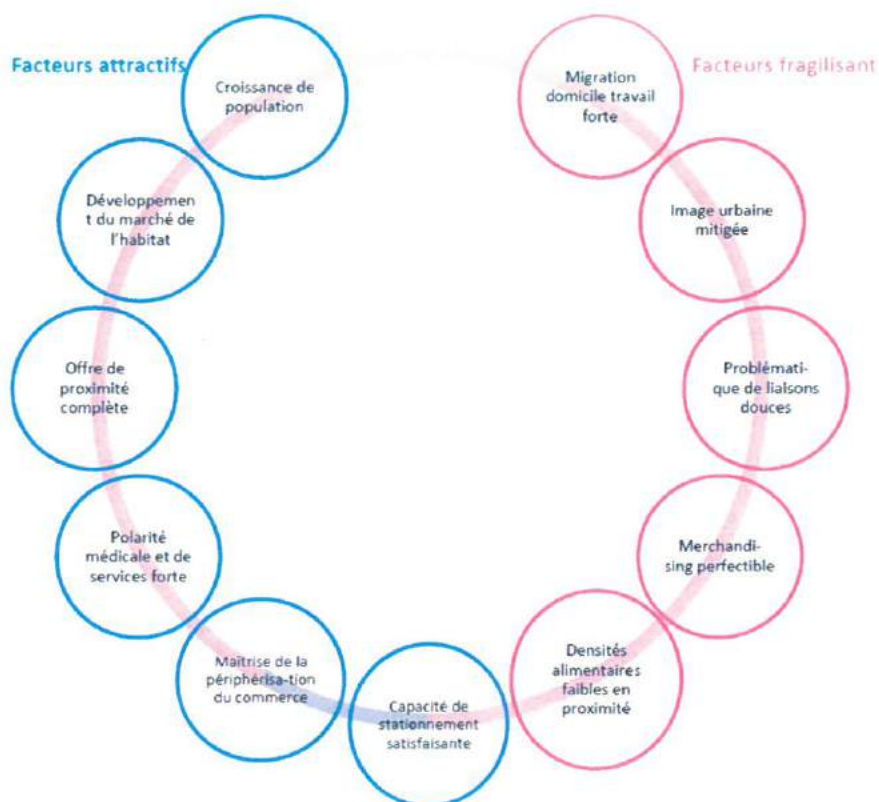 Facteurs attractifs
Croissance de
population
Développemen
t du marché de
l'habitat
Offre de
proximité
complète
Polarité
médicale et de
services forte
Maîtrise de la
périphérisa-tion
du commerce
Capacité de
stationnement
satisfaisante
Facteurs fragilisant
Migration
domicile travail
forte
Image urbaine
mitigée
Problémati-
que de liaisons
douces
Merchandi-
sing perfectible
Densités
alimentaires
faibles en
proximité